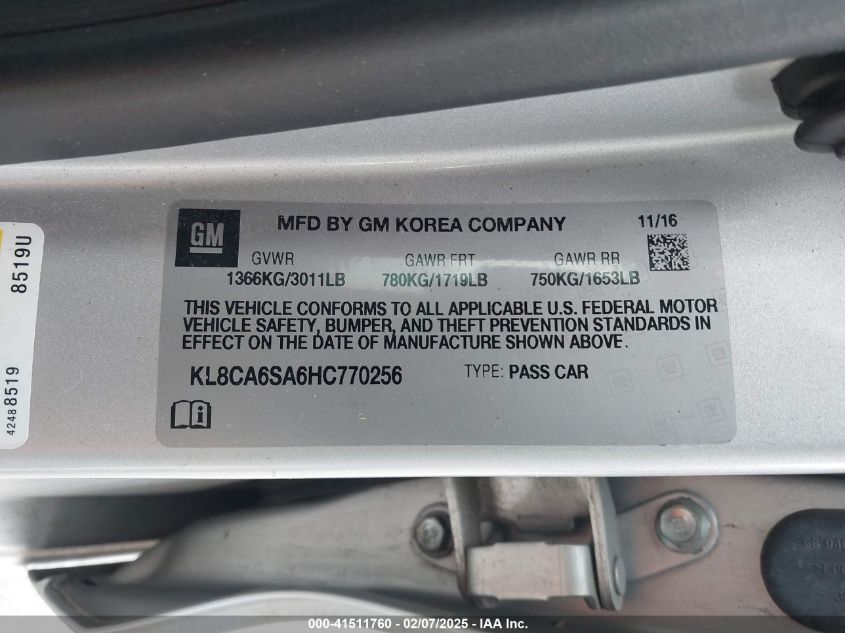 GM
MFD BY GM KOREA COMPANY
11/16
GVWR GAWR FRT GAWR RR
1366KG/3011LB 780KG/1719LB 750KG/1653LB
THIS VEHICLE CONFORMS TO ALL APPLICABLE U.S. FEDERAL MOTOR
VEHICLE SAFETY, BUMPER, AND THEFT PREVENTION STANDARDS IN
EFFECT ON THE DATE OF MANUFACTURE SHOWN ABOVE.
KL8CA6SA6HC770256 TYPE: PASS CAR
8519U
42488519
000-41511760 - 02/07/2025 - IAA Inc.